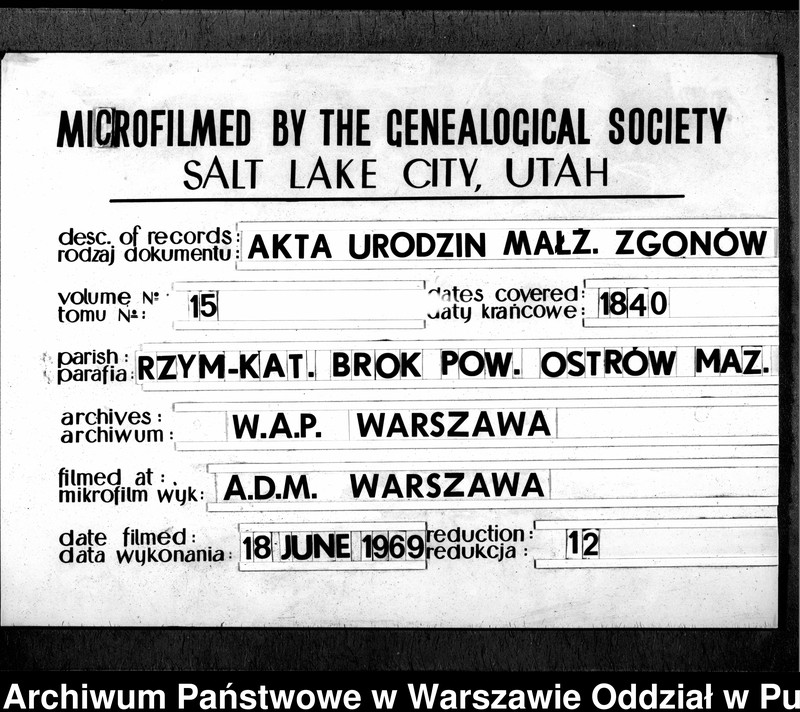 MICROFILMED BY THE GENEALOGICAL SOCIETY
SALT LAKE CITY, UTAH
desc. of records:
rodzaj dokumentu:
AKTA URODZIN MAŁŻ. ZGONÓW
volume №
tomu №:
15
dates covered:
daty krańcowe:
1840
parish:
parafia:
RZYM-KAT. BROK POW. OSTRÓW MAZ.
archives:
archiwum:
W.A.P. WARSZAWA
filmed at:
mikrofilm wyk:
A.D.M. WARSZAWA
date filmed:
data wykonania:
18 JUNE 1969
reduction:
redukcja:
12
Archiwum Państwowe w Warszawie Oddział w Pu